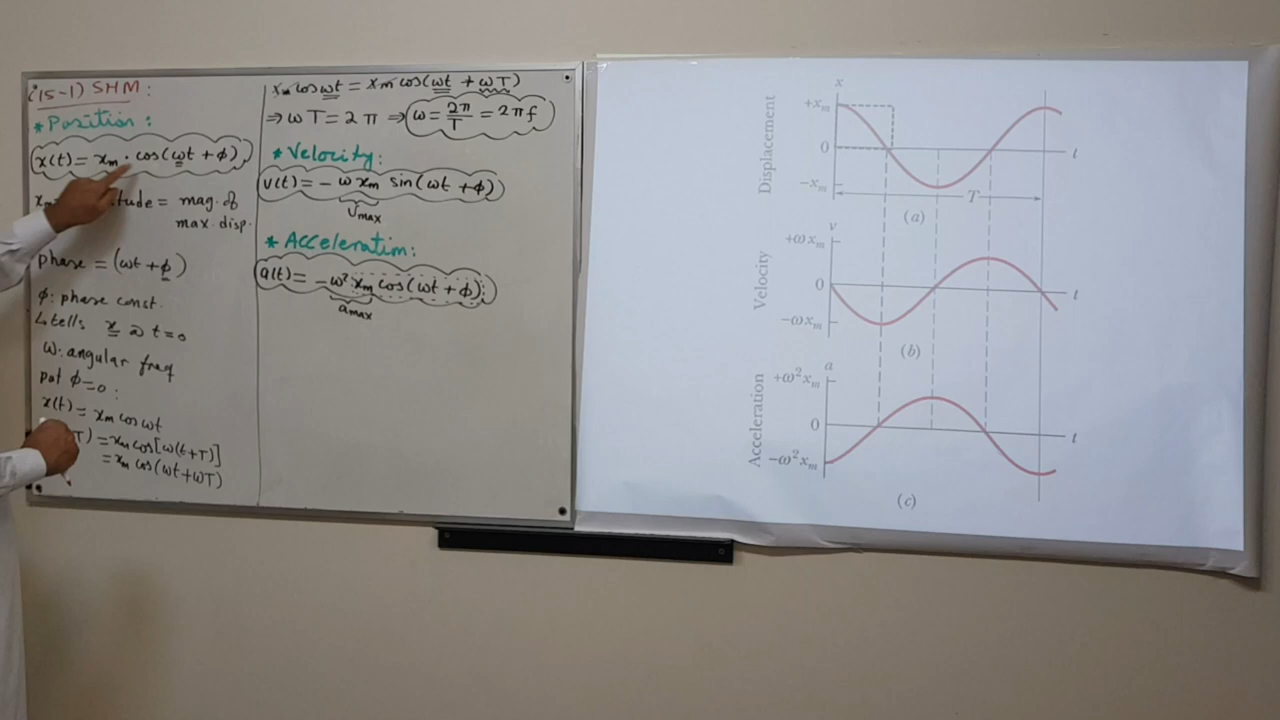 (15-1) SHM:
* Position:
x(t) = xₘ · cos(ωt + ϕ)
= mag. of
max. disp.
phase = (ωt + ϕ)
ϕ: phase const.
↳ tells x @ t=0
ω: angular freq
put ϕ=0:
x(t) = xₘ cos ωt
T) = xₘ cos[ω(t+T)]
= xₘ cos(ωt + ωT)
xₘ cos ωt = xₘ cos(ωt + ωT)
⇒ ωT = 2π ⇒ ω = 2π/T = 2πf
* Velocity:
v(t) = - ω xₘ sin(ωt + ϕ)
Vmax
* Acceleration:
a(t) = -ω² xₘ cos(ωt + ϕ)
amax
x
Displacement
+xₘ
0
−xₘ
t
T
(a)
v
Velocity
+ωxₘ
0
−ωxₘ
t
(b)
a
Acceleration
+ω²xₘ
0
−ω²xₘ
t
(c)